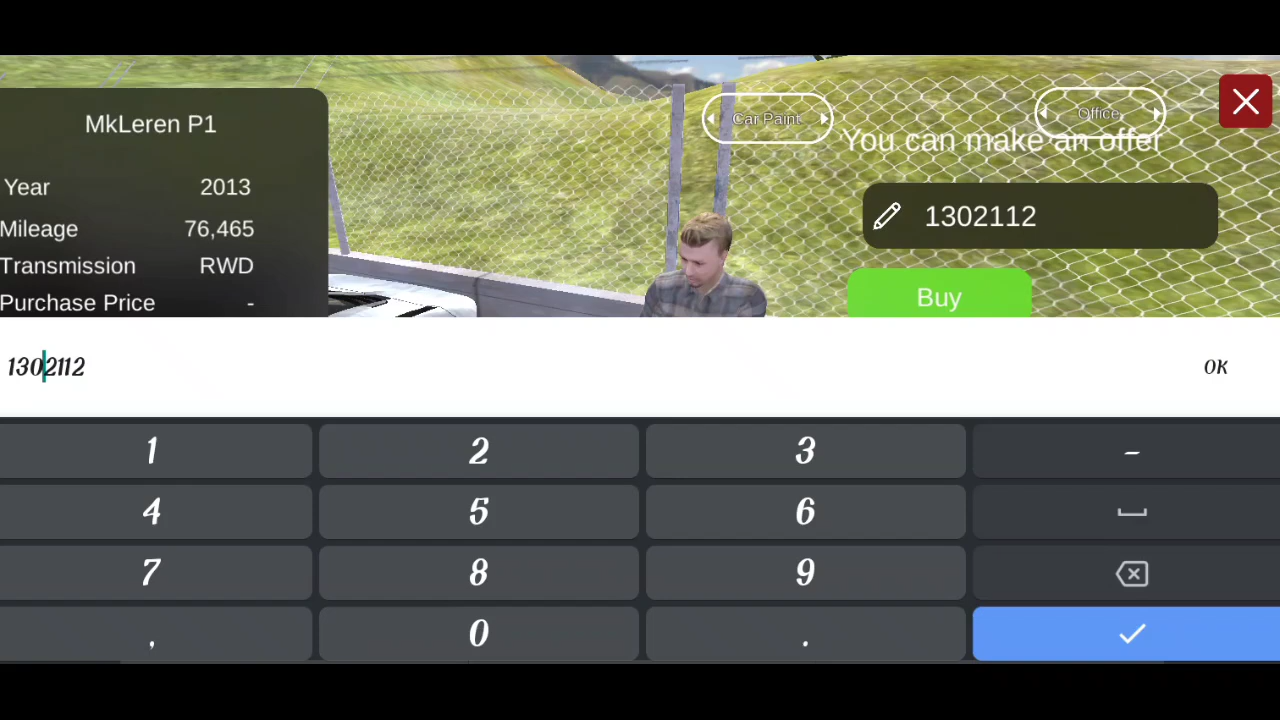 MkLeren P1
Year 2013
Mileage 76,465
Transmission RWD
Purchase Price -
Car Paint
Office
You can make an offer
1302112
Buy
1302112
OK
1 2 3 -
4 5 6
7 8 9
, 0 .